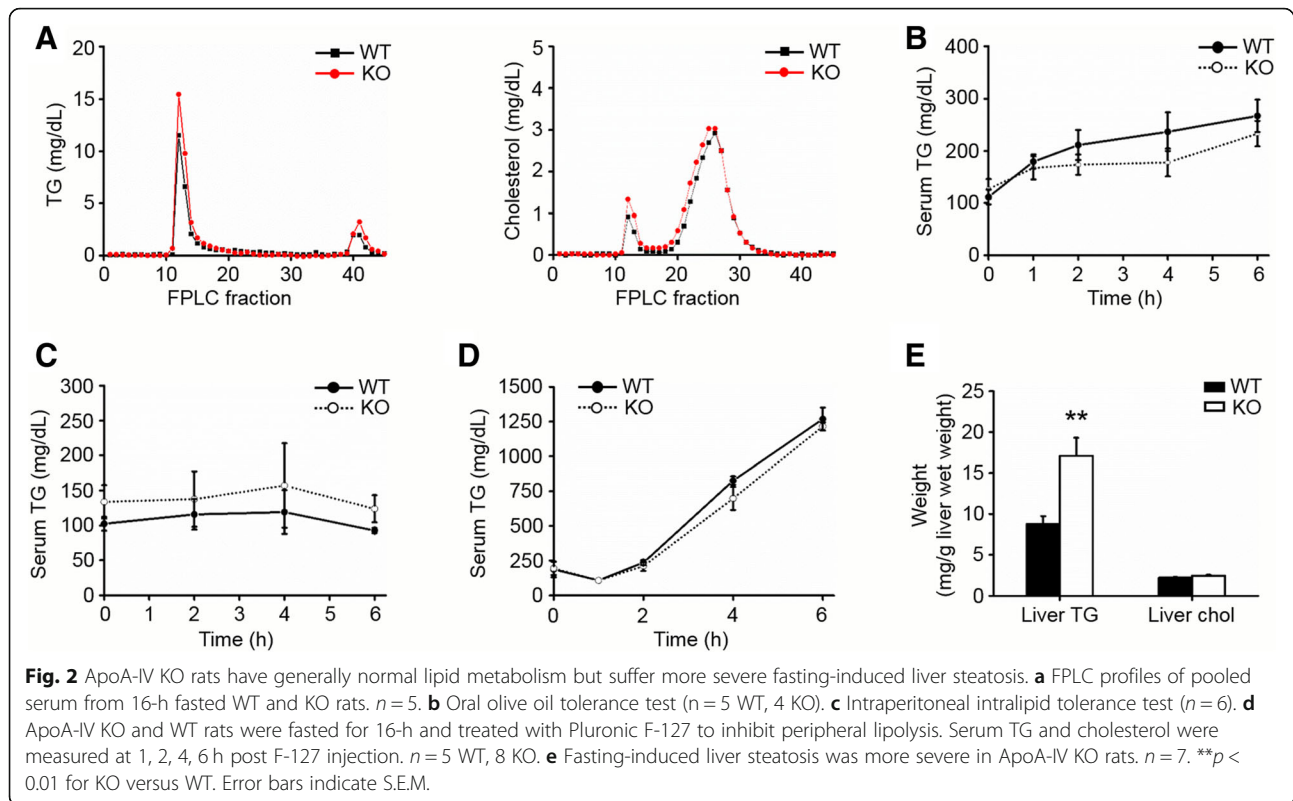 A
WT
KO
20
15
10
5
0
TG (mg/dL)
0 10 20 30 40
FPLC fraction
WT
KO
5
4
3
2
1
0
Cholesterol (mg/dL)
0 10 20 30 40
FPLC fraction
B
WT
KO
400
300
200
100
0
Serum TG (mg/dL)
0 1 2 3 4 5 6
Time (h)
C
WT
KO
300
250
200
150
100
50
0
Serum TG (mg/dL)
0 1 2 3 4 5 6
Time (h)
D
WT
KO
1500
1250
1000
750
500
250
0
Serum TG (mg/dL)
0 2 4 6
Time (h)
E
WT
KO
25
20
15
10
5
0
Weight
(mg/g liver wet weight)
**
Liver TG Liver chol
Fig. 2 ApoA-IV KO rats have generally normal lipid metabolism but suffer more severe fasting-induced liver steatosis. a FPLC profiles of pooled
serum from 16-h fasted WT and KO rats. n = 5. b Oral olive oil tolerance test (n = 5 WT, 4 KO). c Intraperitoneal intralipid tolerance test (n = 6). d
ApoA-IV KO and WT rats were fasted for 16-h and treated with Pluronic F-127 to inhibit peripheral lipolysis. Serum TG and cholesterol were
measured at 1, 2, 4, 6 h post F-127 injection. n = 5 WT, 8 KO. e Fasting-induced liver steatosis was more severe in ApoA-IV KO rats. n = 7. **p <
0.01 for KO versus WT. Error bars indicate S.E.M.